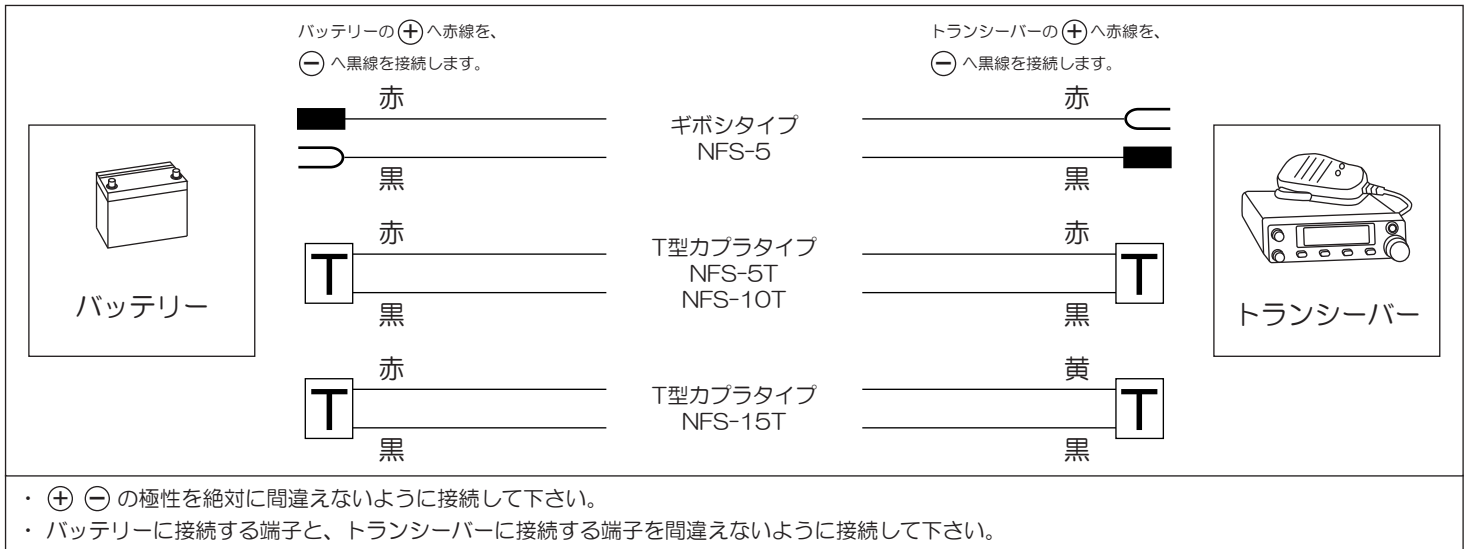 バッテリーの⊕へ赤線を、
⊖へ黒線を接続します。
トランシーバーの⊕へ赤線を、
⊖へ黒線を接続します。
赤
赤
ギボシタイプ
NFS-5
黒
黒
バッテリー
トランシーバー
赤
赤
T
T型カプラタイプ
NFS-5T
NFS-10T
T
黒
黒
赤
黄
T
T型カプラタイプ
NFS-15T
T
黒
黒
・ ⊕ ⊖ の極性を絶対に間違えないように接続して下さい。
・ バッテリーに接続する端子と、トランシーバーに接続する端子を間違えないように接続して下さい。